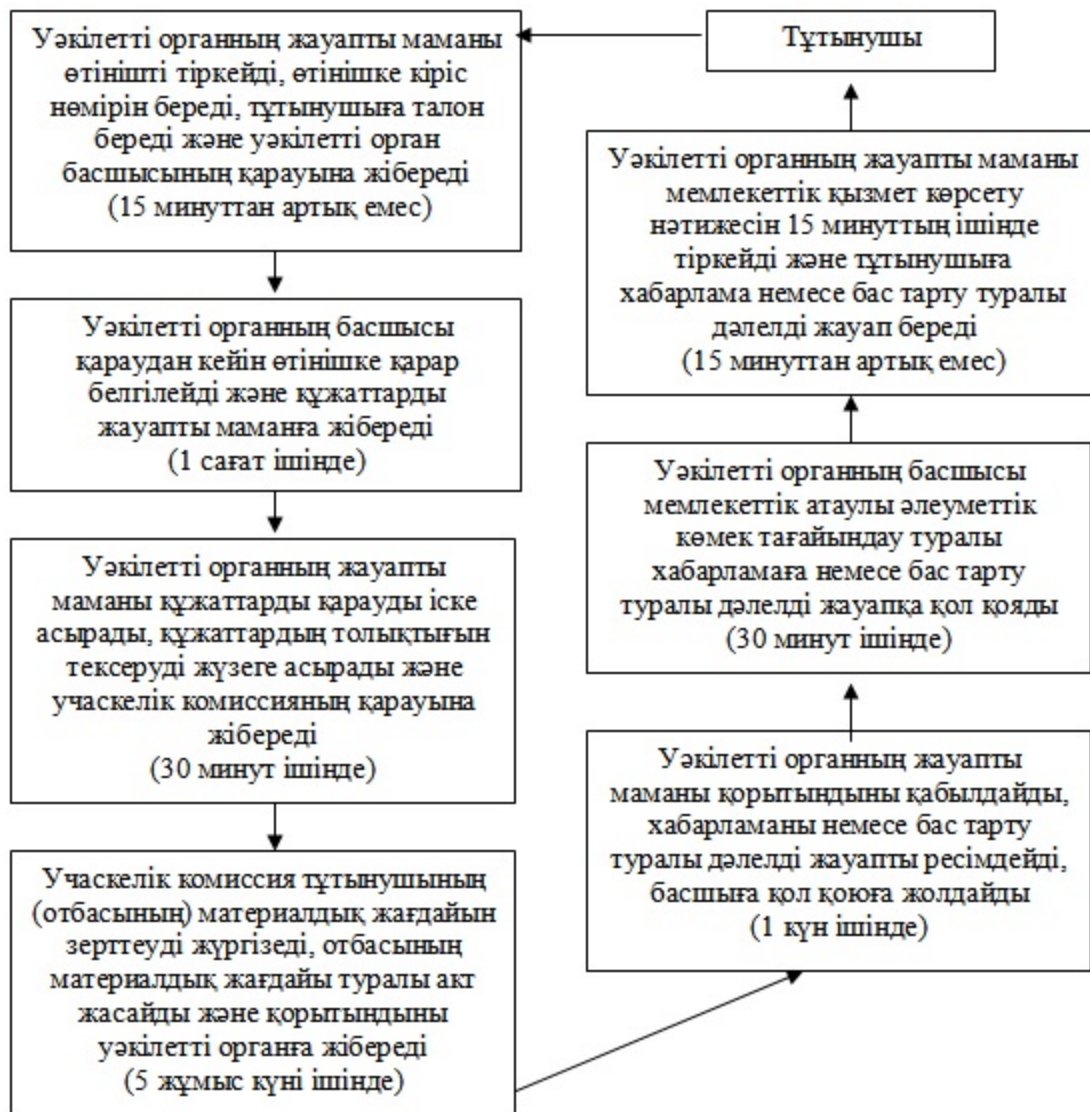 Тұтынушы
Уәкілетті органның жауапты маманы
өтінішті тіркейді, өтінішке кіріс
нөмірін береді, тұтынушыға талон
береді және уәкілетті орган
басшысының қарауына жібереді
(15 минуттан артық емес)
Уәкілетті органның басшысы
қараудан кейін өтінішке қарар
белгілейді және құжаттарды
жауапты маманға жібереді
(1 сағат ішінде)
Уәкілетті органның жауапты
маманы құжаттарды қарауды іске
асырады, құжаттардың толықтығын
тексеруді жүзеге асырады және
учаскелік комиссияның қарауына
жібереді
(30 минут ішінде)
Учаскелік комиссия тұтынушының
(отбасының) материалдық жағдайын
зерттеуді жүргізеді, отбасының
материалдық жағдайы туралы акт
жасайды және қорытындыны
уәкілетті органға жібереді
(5 жұмыс күні ішінде)
Уәкілетті органның жауапты
маманы қорытындыны қабылдайды,
хабарламаны немесе бас тарту
туралы дәлелді жауапты ресімдейді,
басшыға қол қоюға жолдайды
(1 күн ішінде)
Уәкілетті органның басшысы
мемлекеттік атаулы әлеуметтік
көмек тағайындау туралы
хабарламаға немесе бас тарту
туралы дәлелді жауапқа қол қояды
(30 минут ішінде)
Уәкілетті органның жауапты маманы
мемлекеттік қызмет көрсету
нәтижесін 15 минуттың ішінде
тіркейді және тұтынушыға
хабарлама немесе бас тарту туралы
дәлелді жауап береді
(15 минуттан артық емес)